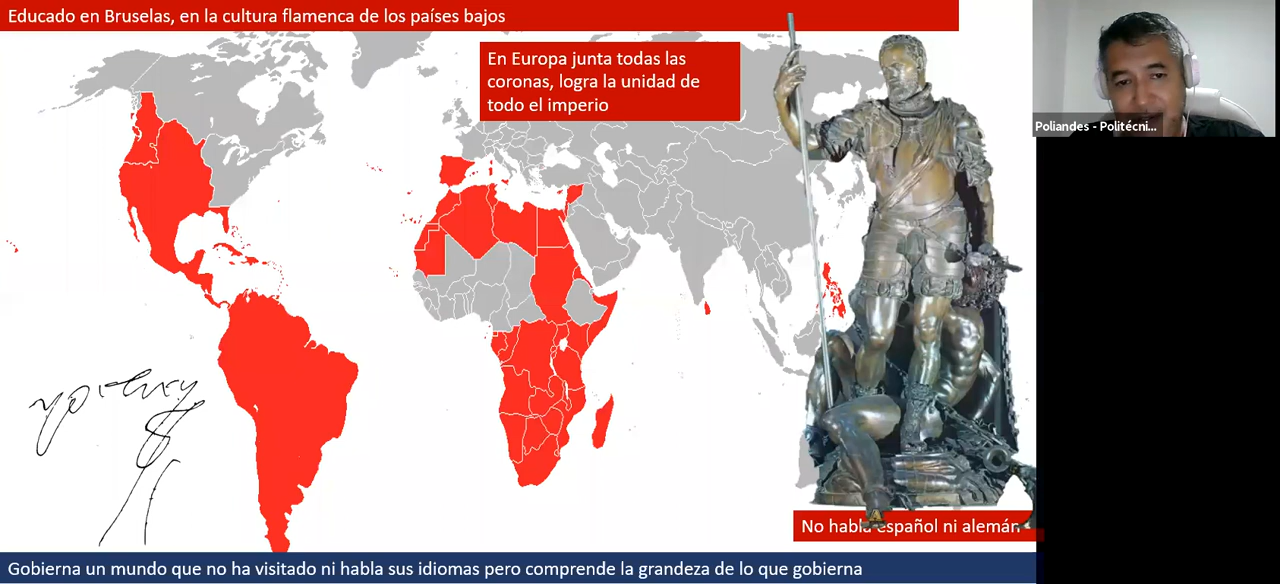 Educado en Bruselas, en la cultura flamenca de los países bajos
En Europa junta todas las
coronas, logra la unidad de
todo el imperio
Poliandes - Politécni...
No habla español ni alemán
Gobierna un mundo que no ha visitado ni habla sus idiomas pero comprende la grandeza de lo que gobierna